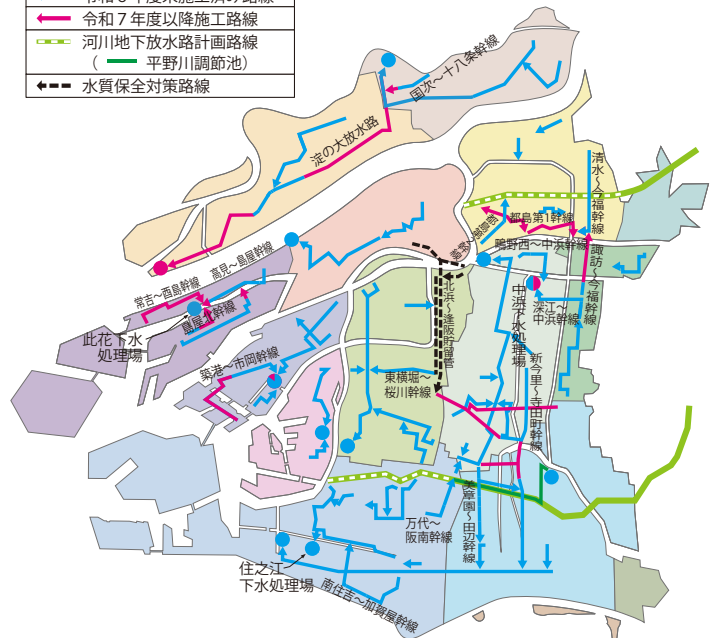 令和7年度以降施工路線
河川地下放水路計画路線
( 平野川調節池)
水質保全対策路線
国次〜十八条幹線
淀の大放水路
清水〜今福幹線
都島第1幹線
鴫野西〜中浜幹線
諏訪〜今福幹線
高見〜島屋幹線
常吉〜酉島幹線
此花下水
処理場
築港〜市岡幹線
北浜〜逢阪貯留管
中浜下水処理場
深江〜
中浜幹線
新今里〜寺田町幹線
東横堀〜
桜川幹線
万代〜
阪南幹線
美章園〜田辺幹線
住之江
下水処理場
南住吉〜加賀屋幹線